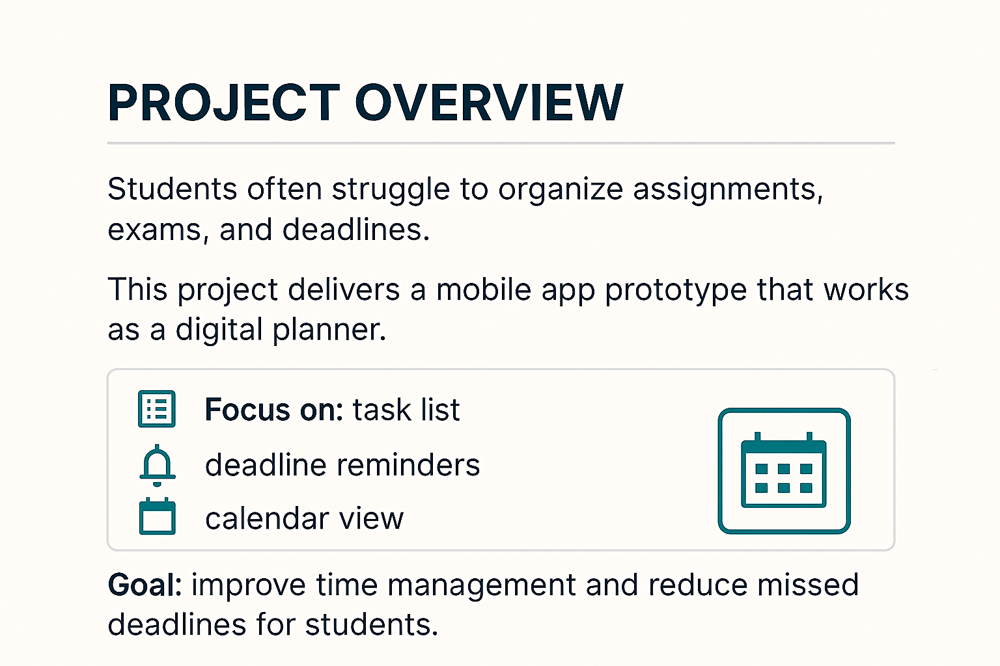 PROJECT OVERVIEW
Students often struggle to organize assignments,
exams, and deadlines.
This project delivers a mobile app prototype that works
as a digital planner.
Focus on: task list
deadline reminders
calendar view
Goal: improve time management and reduce missed
deadlines for students.